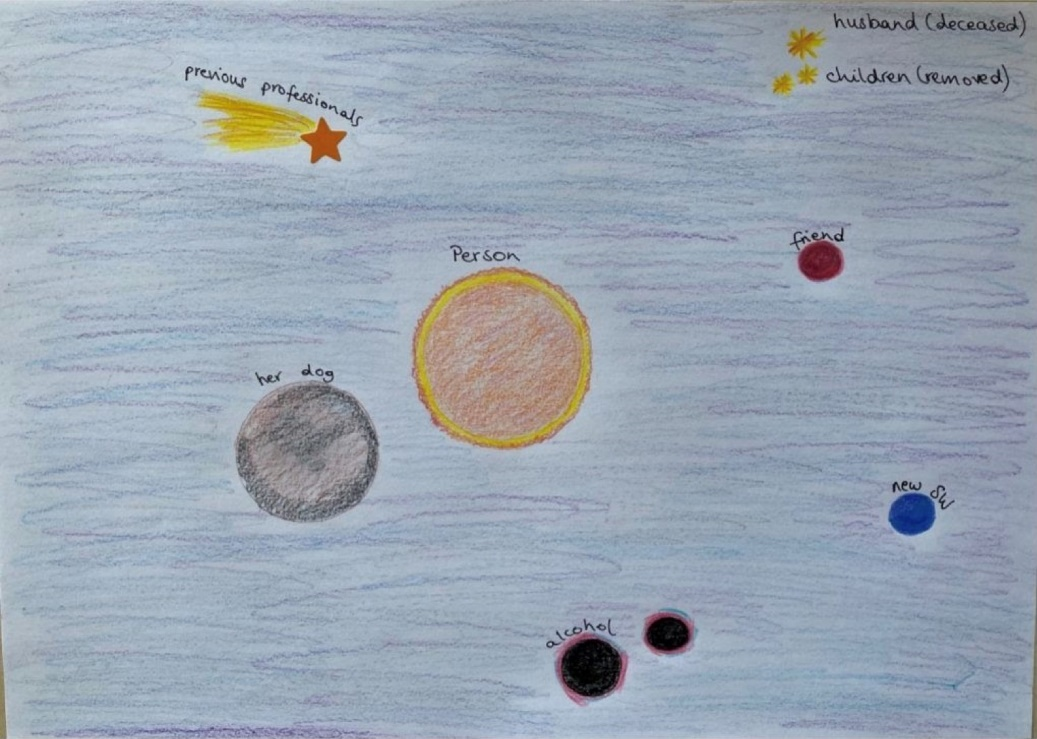 husband (deceased)
children (removed)
previous professionals
friend
Person
her dog
new SW
alcohol